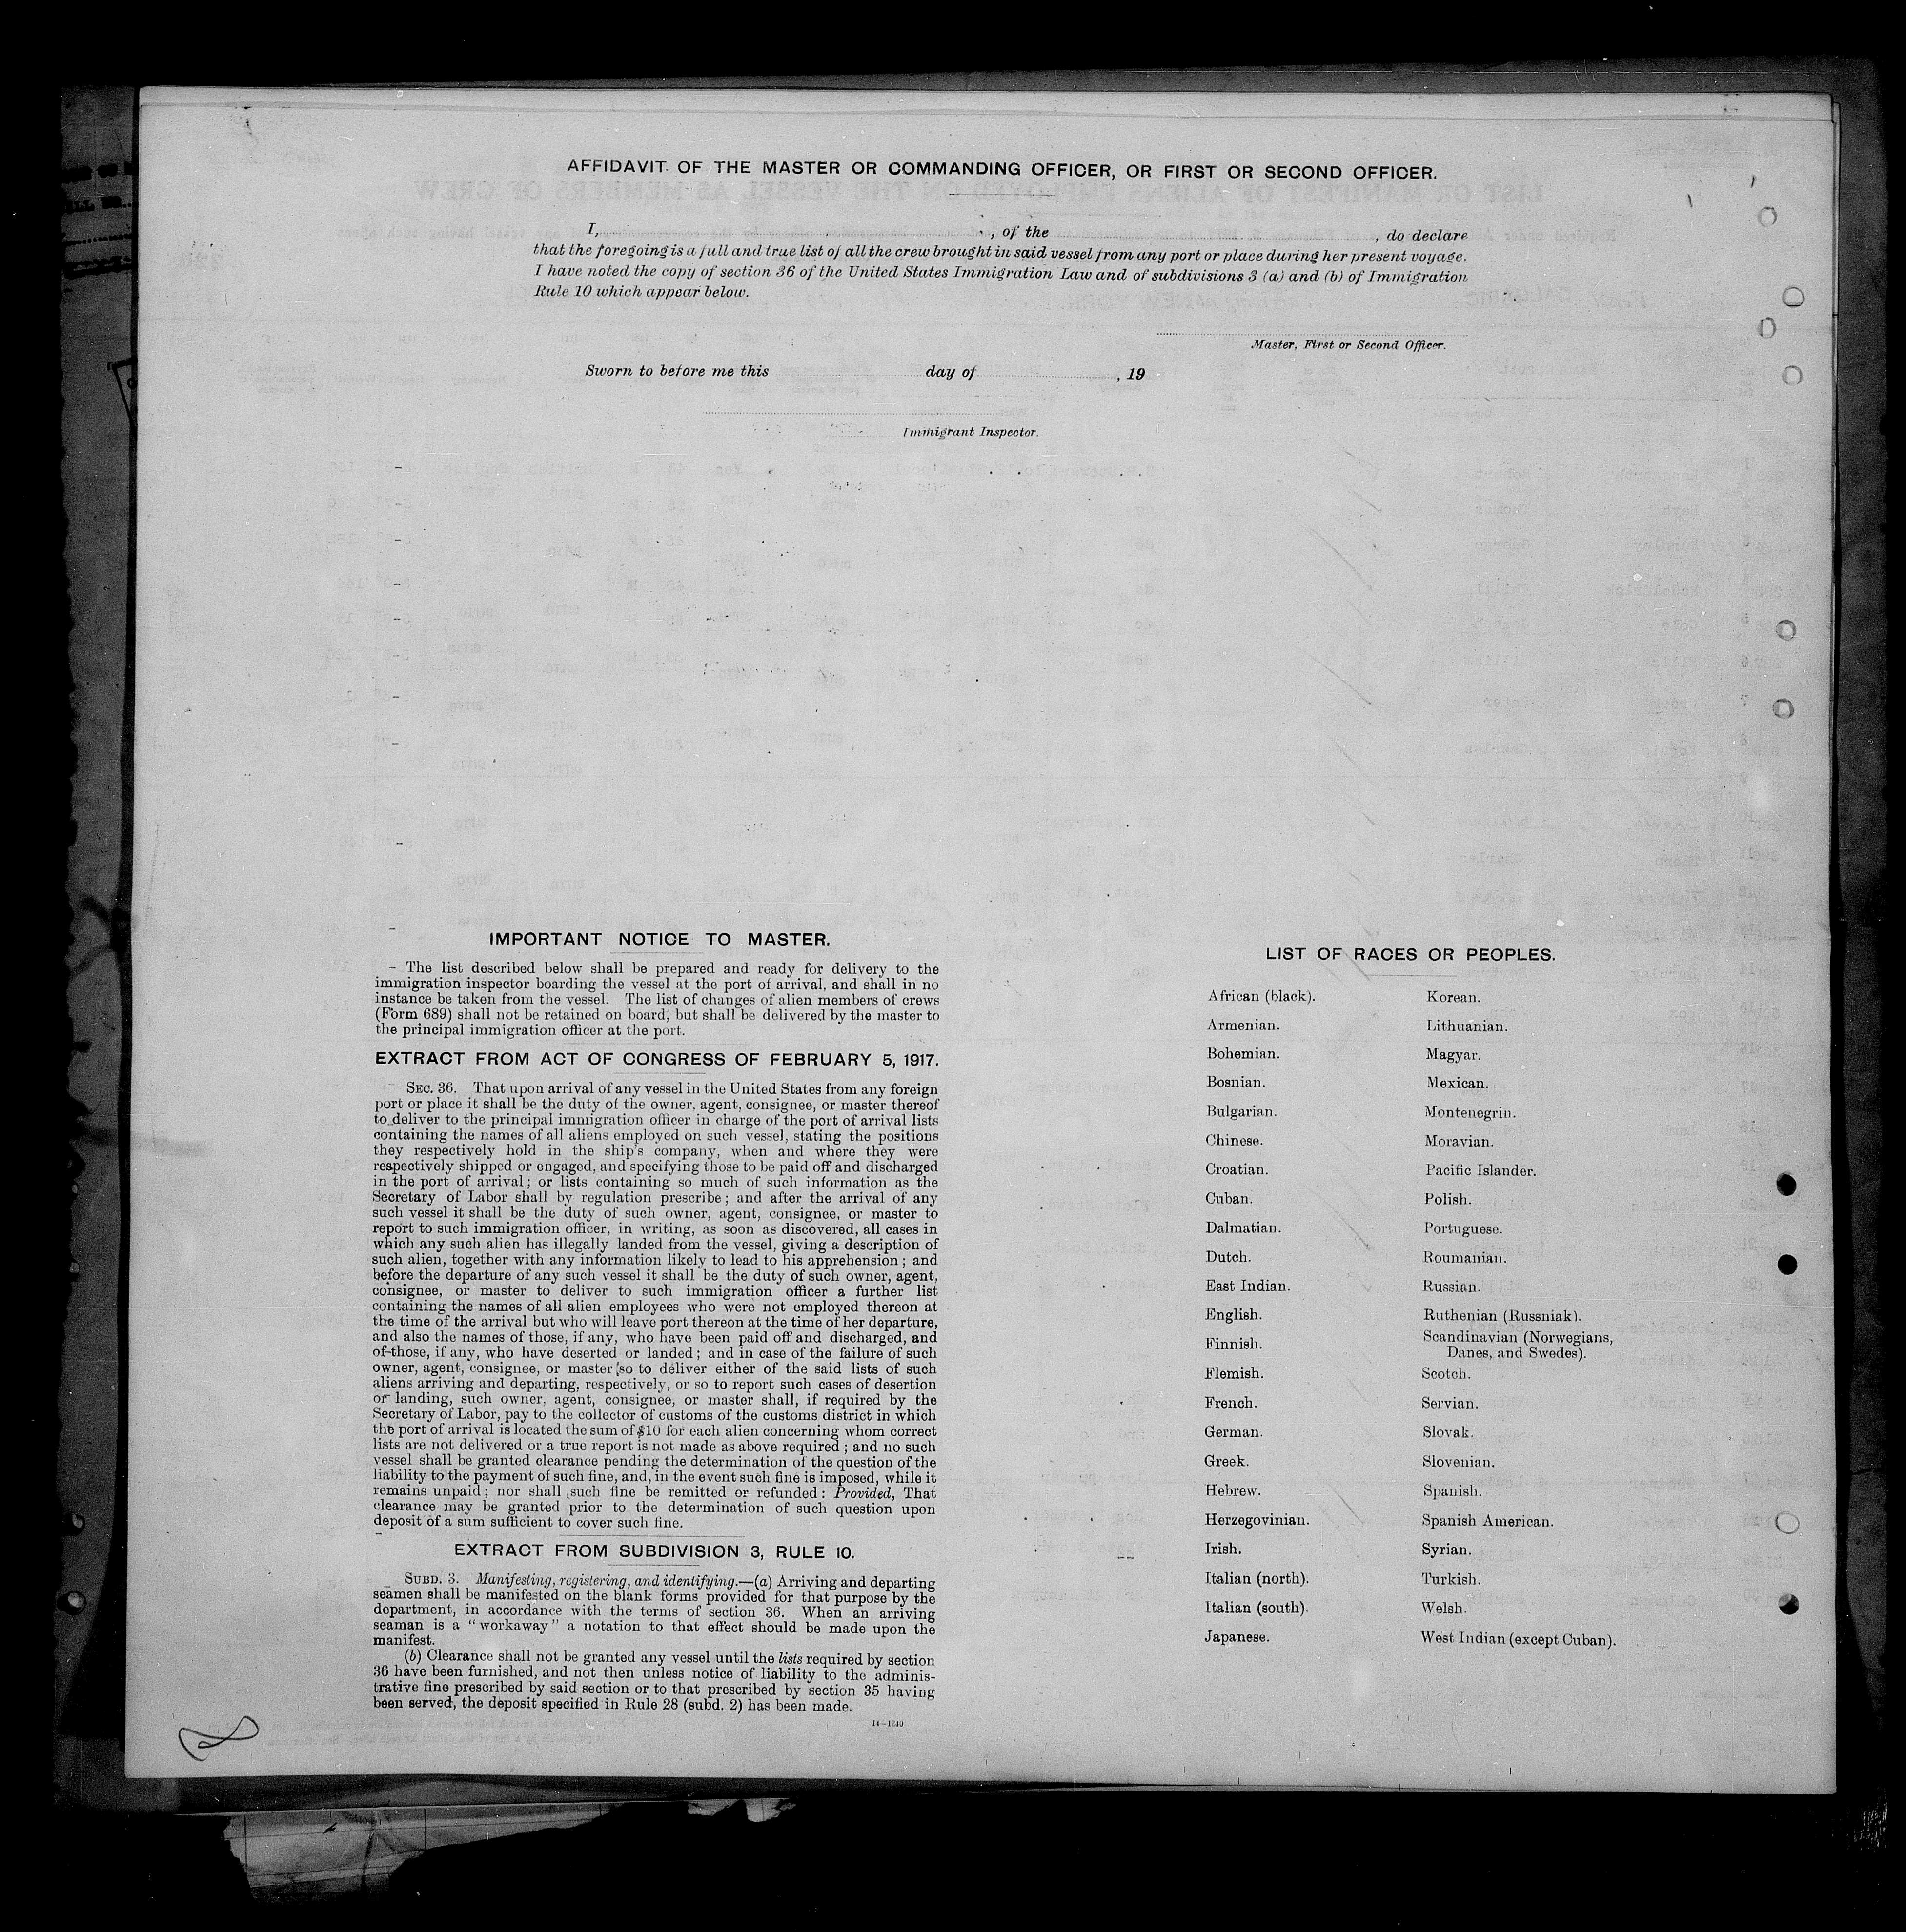 AFFIDAVIT OF THE MASTER OR COMMANDING OFFICER, OR FIRST OR SECOND OFFICER.
I, , of the , do declare
that the foregoing is a full and true list of all the crew brought in said vessel from any port or place during her present voyage.
I have noted the copy of section 36 of the United States Immigration Law and of subdivisions 3 (a) and (b) of Immigration
Rule 10 which appear below.
Master, First or Second Officer.
Sworn to before me this day of , 19
Immigrant Inspector.
IMPORTANT NOTICE TO MASTER.
The list described below shall be prepared and ready for delivery to the
immigration inspector boarding the vessel at the port of arrival, and shall in no
instance be taken from the vessel. The list of changes of alien members of crews
(Form 689) shall not be retained on board, but shall be delivered by the master to
the principal immigration officer at the port.
EXTRACT FROM ACT OF CONGRESS OF FEBRUARY 5, 1917.
SEC. 36. That upon arrival of any vessel in the United States from any foreign
port or place it shall be the duty of the owner, agent, consignee, or master thereof
to deliver to the principal immigration officer in charge of the port of arrival lists
containing the names of all aliens employed on such vessel, stating the positions
they respectively hold in the ship's company, when and where they were
respectively shipped or engaged, and specifying those to be paid off and discharged
in the port of arrival; or lists containing so much of such information as the
Secretary of Labor shall by regulation prescribe; and after the arrival of any
such vessel it shall be the duty of such owner, agent, consignee, or master to
report to such immigration officer, in writing, as soon as discovered, all cases in
which any such alien has illegally landed from the vessel, giving a description of
such alien, together with any information likely to lead to his apprehension; and
before the departure of any such vessel it shall be the duty of such owner, agent,
consignee, or master to deliver to such immigration officer a further list
containing the names of all alien employees who were not employed thereon at
the time of the arrival but who will leave port thereon at the time of her departure,
and also the names of those, if any, who have been paid off and discharged, and
of those, if any, who have deserted or landed; and in case of the failure of such
owner, agent, consignee, or master so to deliver either of the said lists of such
aliens arriving and departing, respectively, or so to report such cases of desertion
or landing, such owner, agent, consignee, or master shall, if required by the
Secretary of Labor, pay to the collector of customs of the customs district in which
the port of arrival is located the sum of $10 for each alien concerning whom correct
lists are not delivered or a true report is not made as above required; and no such
vessel shall be granted clearance pending the determination of the question of the
liability to the payment of such fine, and, in the event such fine is imposed, while it
remains unpaid; nor shall such fine be remitted or refunded: Provided, That
clearance may be granted prior to the determination of such question upon
deposit of a sum sufficient to cover such fine.
EXTRACT FROM SUBDIVISION 3, RULE 10.
SUBD. 3. Manifesting, registering, and identifying.—(a) Arriving and departing
seamen shall be manifested on the blank forms provided for that purpose by the
department, in accordance with the terms of section 36. When an arriving
seaman is a "workaway" a notation to that effect should be made upon the
manifest.
(b) Clearance shall not be granted any vessel until the lists required by section
36 have been furnished, and not then unless notice of liability to the adminis-
trative fine prescribed by said section or to that prescribed by section 35 having
been served, the deposit specified in Rule 28 (subd. 2) has been made.
14—1240
8
LIST OF RACES OR PEOPLES.
African (black).
Armenian.
Bohemian.
Bosnian.
Bulgarian.
Chinese.
Croatian.
Cuban.
Dalmatian.
Dutch.
East Indian.
English.
Finnish.
Flemish.
French.
German.
Greek.
Hebrew.
Herzegovinian.
Irish.
Italian (north).
Italian (south).
Japanese.
Korean.
Lithuanian.
Magyar.
Mexican.
Montenegrin.
Moravian.
Pacific Islander.
Polish.
Portuguese.
Roumanian.
Russian.
Ruthenian (Russniak).
Scandinavian (Norwegians,
Danes, and Swedes).
Scotch.
Servian.
Slovak.
Slovenian.
Spanish.
Spanish American.
Syrian.
Turkish.
Welsh.
West Indian (except Cuban).